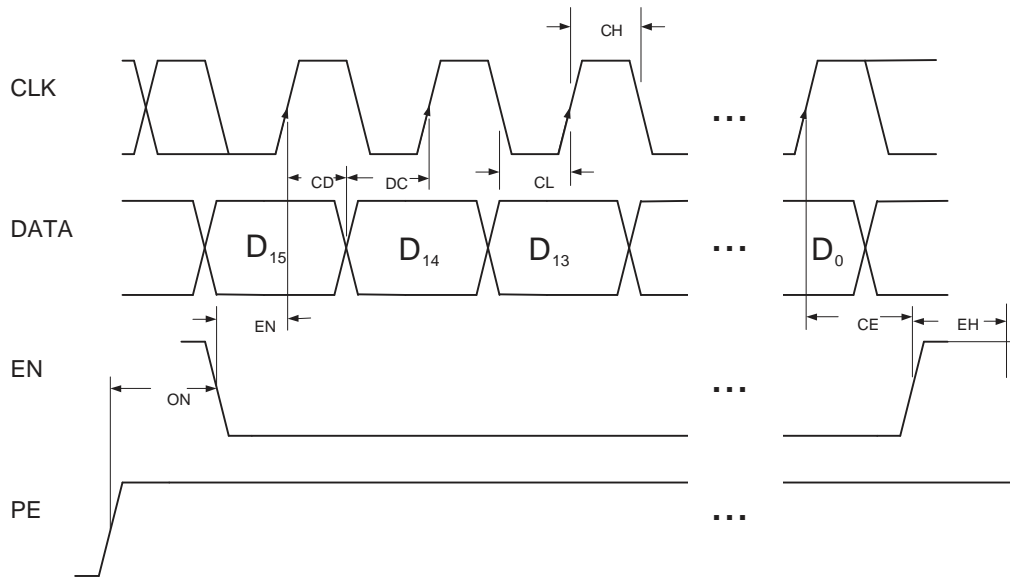 CH
CLK
...
CD
DC
CL
DATA
D₁₅
D₁₄
D₁₃
...
D₀
EN
CE
EH
EN
...
ON
PE
...